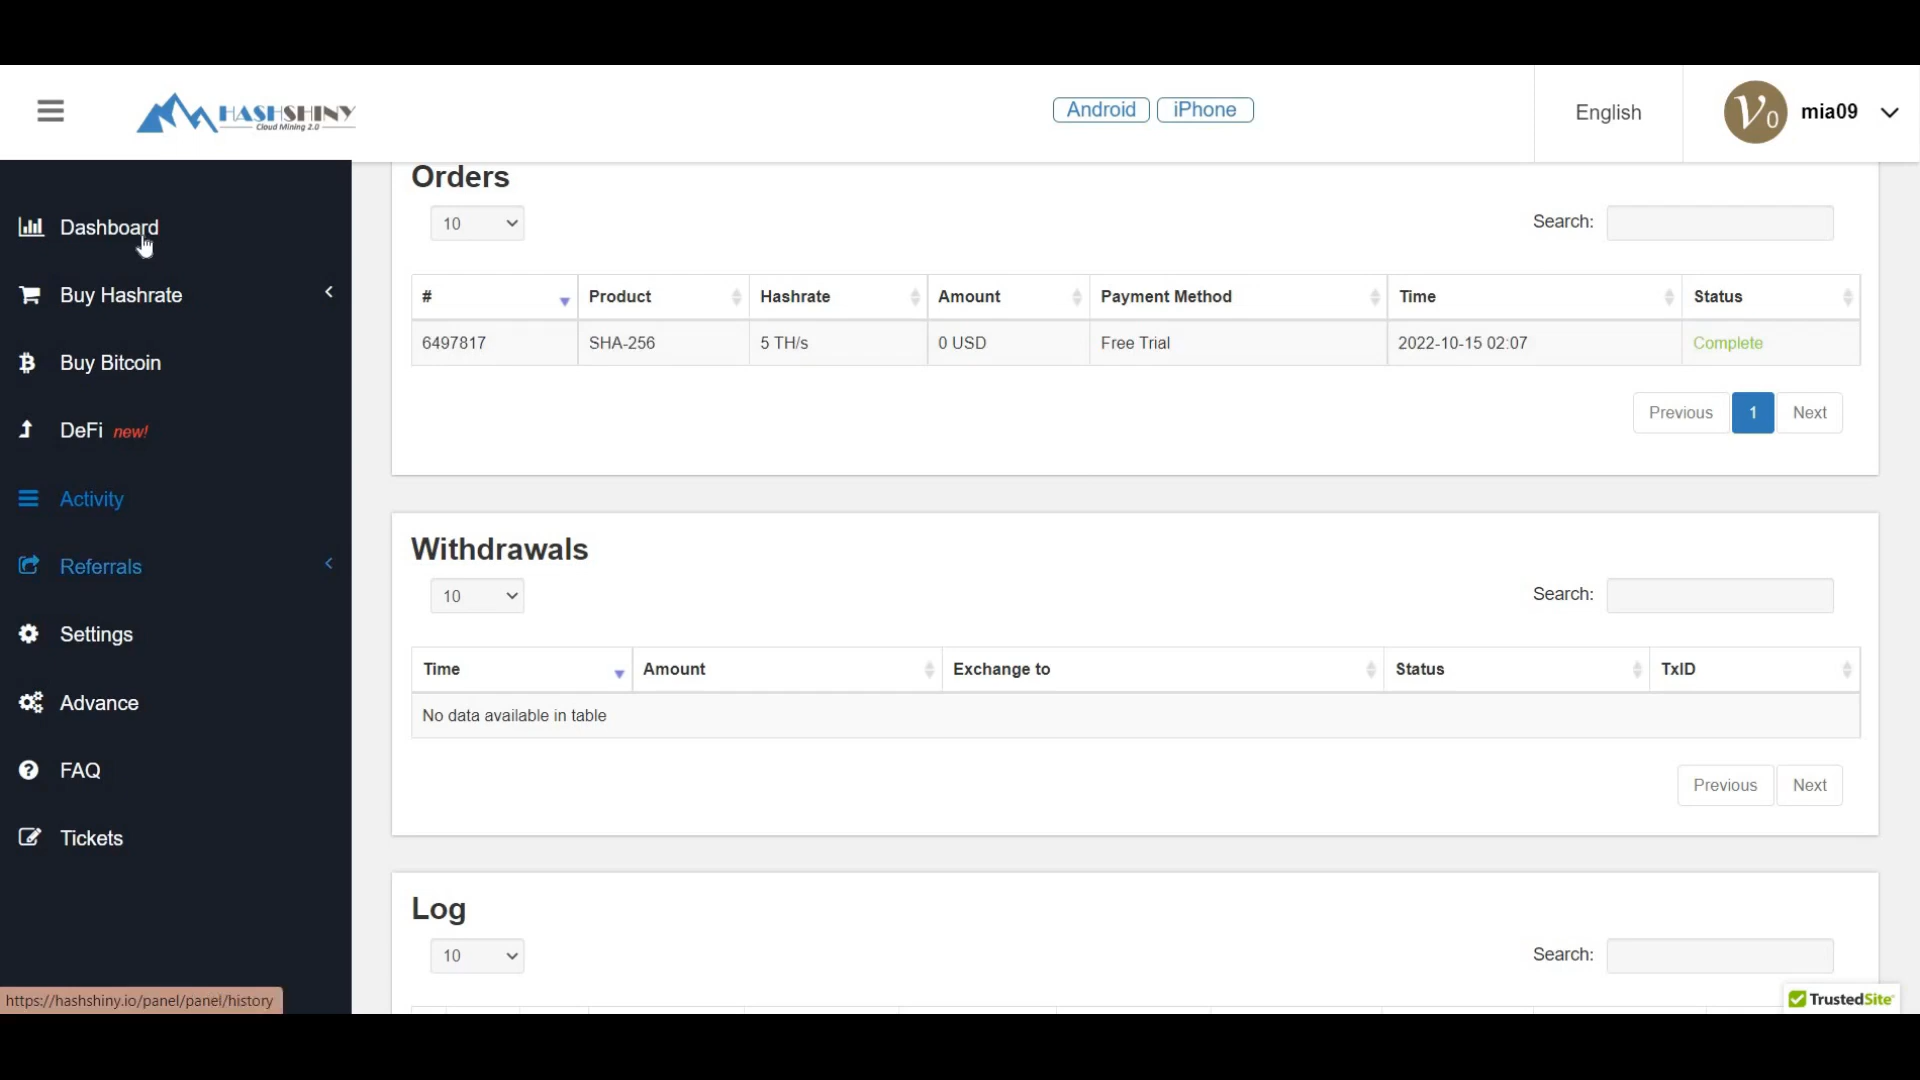 HASHSHINY
Cloud Mining 2.0
Android iPhone
English
V0 mia09
Dashboard
Buy Hashrate
Buy Bitcoin
DeFi new!
Activity
Referrals
Settings
Advance
FAQ
Tickets
https://hashshiny.io/panel/panel/history
Orders
10
Search:
# Product Hashrate Amount Payment Method Time Status
6497817 SHA-256 5 TH/s 0 USD Free Trial 2022-10-15 02:07 Complete
Previous 1 Next
Withdrawals
10
Search:
Time Amount Exchange to Status TxID
No data available in table
Previous Next
Log
10
Search:
TrustedSite